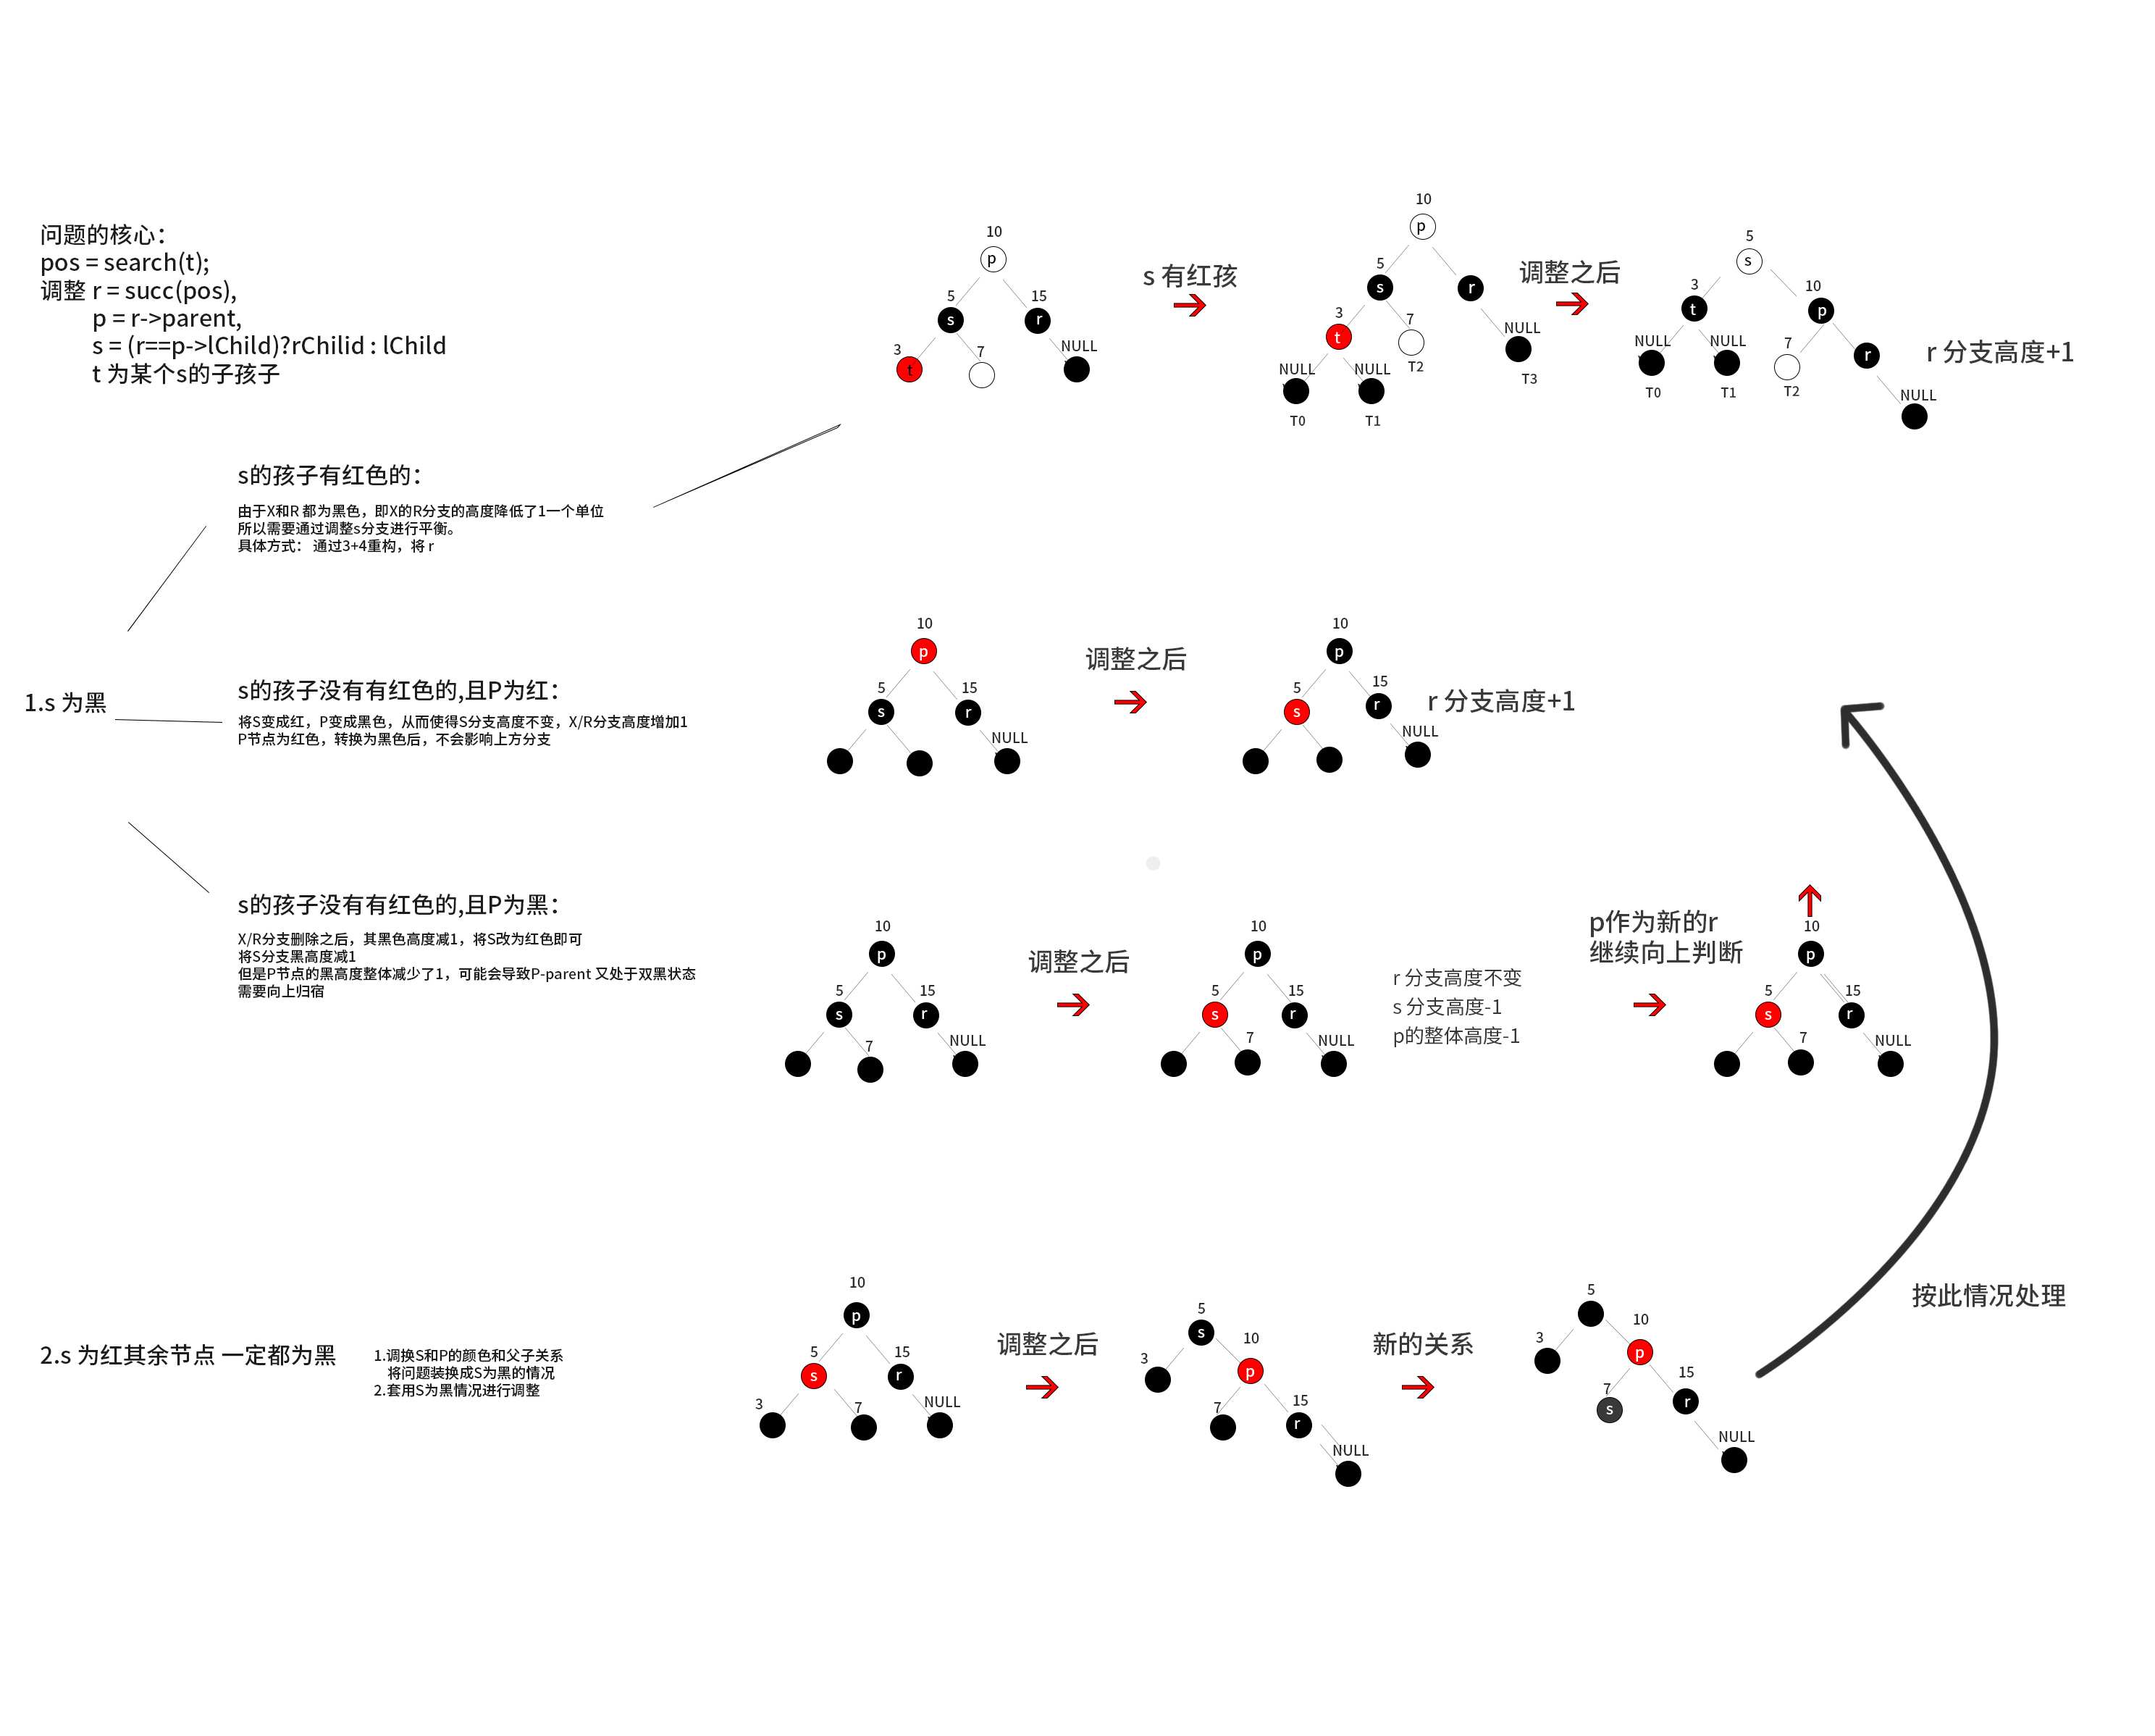 问题的核心：
pos = search(t);
调整 r = succ(pos),
p = r->parent,
s = (r==p->lChild)?rChilid : lChild
t 为某个s的子孩子
10
p
5
15
s
r
3
7
NULL
t
s 有红孩
10
p
5
s
r
3
7
NULL
t
T2
NULL
NULL
T3
T0
T1
调整之后
5
s
3
10
t
p
NULL
NULL
7
r
T0
T1
T2
NULL
r 分支高度+1
s的孩子有红色的：
由于X和R 都为黑色，即X的R分支的高度降低了1一个单位
所以需要通过调整s分支进行平衡。
具体方式： 通过3+4重构，将 r
1.s 为黑
s的孩子没有有红色的,且P为红：
将S变成红，P变成黑色，从而使得S分支高度不变，X/R分支高度增加1
P节点为红色，转换为黑色后，不会影响上方分支
10
p
5
15
s
r
NULL
调整之后
10
p
5
15
s
r
NULL
r 分支高度+1
s的孩子没有有红色的,且P为黑：
X/R分支删除之后，其黑色高度减1，将S改为红色即可
将S分支黑高度减1
但是P节点的黑高度整体减少了1，可能会导致P-parent 又处于双黑状态
需要向上归宿
10
p
5
15
s
r
7
NULL
调整之后
10
p
5
15
s
r
7
NULL
r 分支高度不变
s 分支高度-1
p的整体高度-1
p作为新的r
继续向上判断
10
p
5
15
s
r
7
NULL
2.s 为红其余节点 一定都为黑
1.调换S和P的颜色和父子关系
将问题装换成S为黑的情况
2.套用S为黑情况进行调整
10
p
5
15
s
r
3
7
NULL
调整之后
5
s
10
3
p
15
7
r
NULL
新的关系
5
10
3
p
15
7
s
r
NULL
按此情况处理